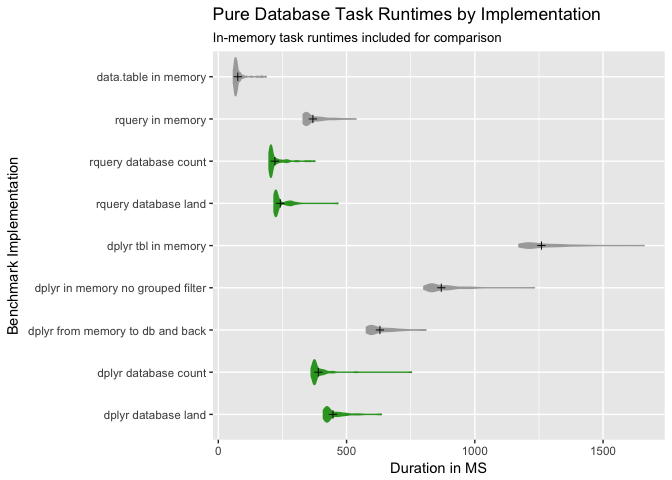 Pure Database Task Runtimes by Implementation
In-memory task runtimes included for comparison
Benchmark Implementation
data.table in memory
rquery in memory
rquery database count
rquery database land
dplyr tbl in memory
dplyr in memory no grouped filter
dplyr from memory to db and back
dplyr database count
dplyr database land
0 500 1000 1500
Duration in MS